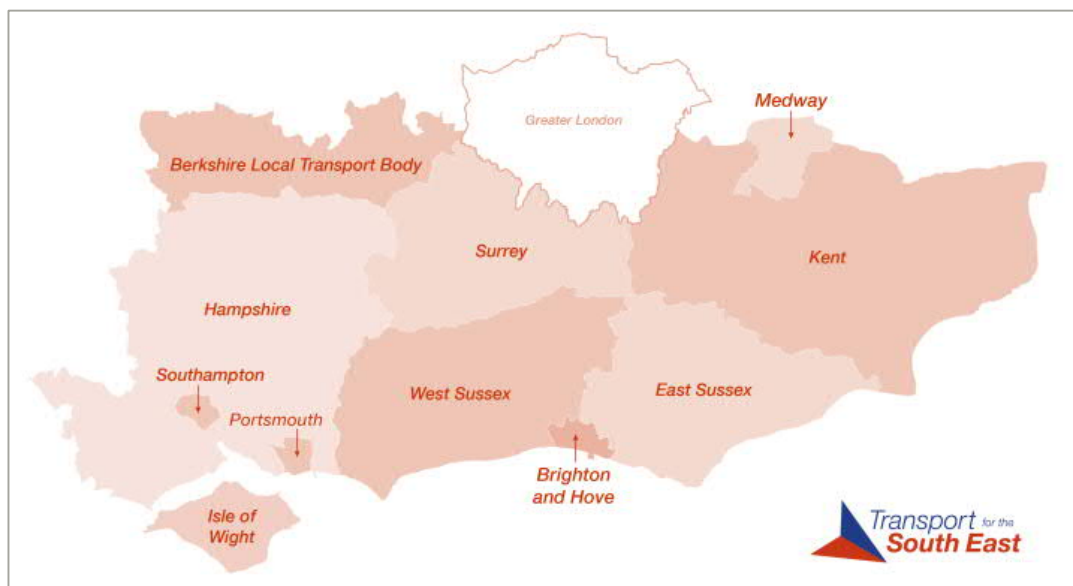 Greater London
Medway
Berkshire Local Transport Body
Surrey
Kent
Hampshire
Southampton
West Sussex
East Sussex
Portsmouth
Brighton
and Hove
Isle of
Wight
Transport for the
South East